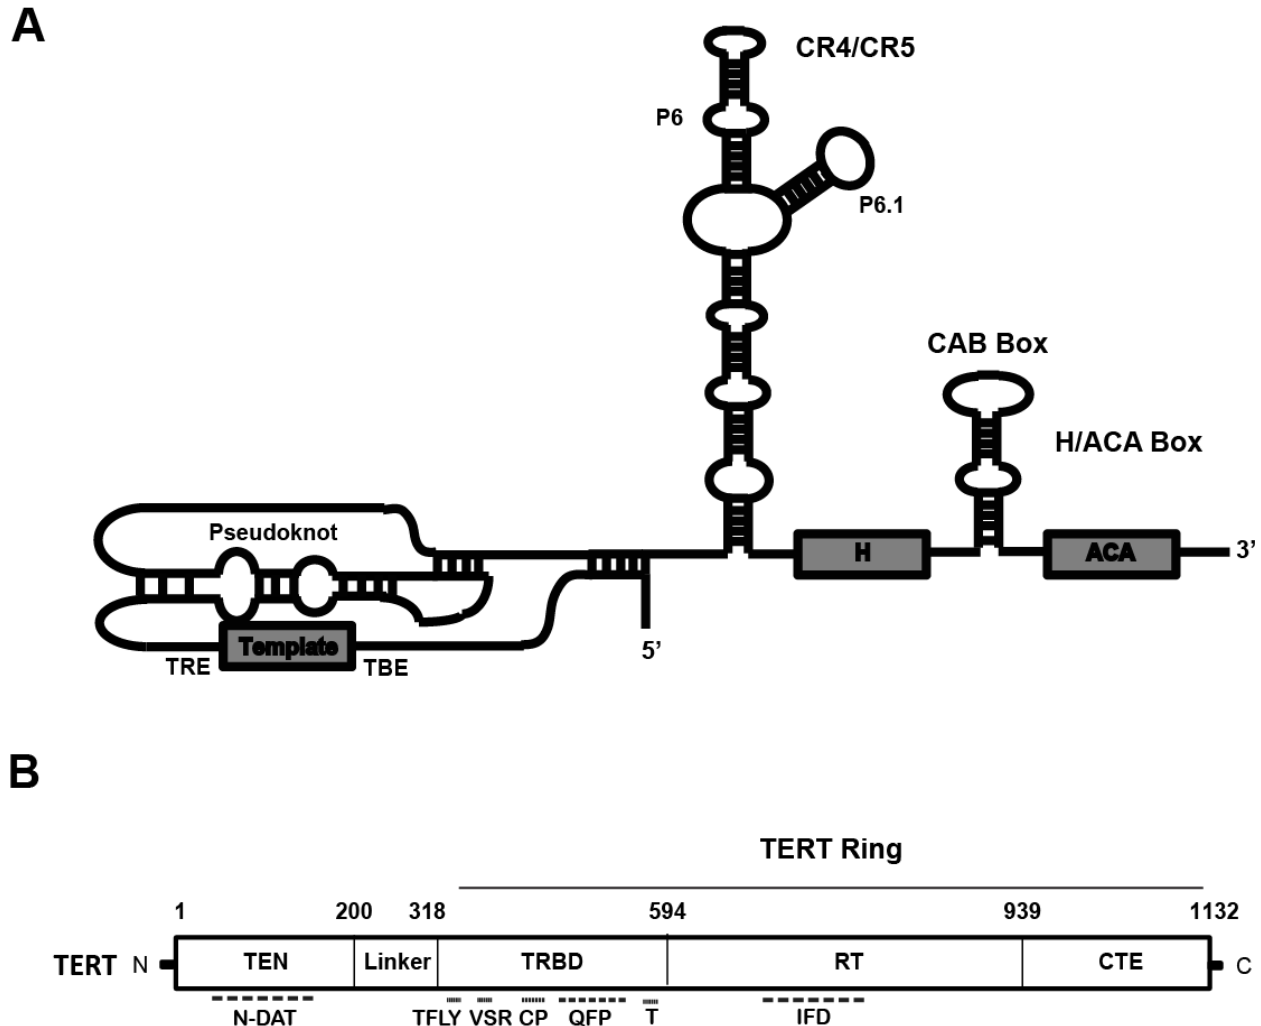 A
CR4/CR5
P6
P6.1
CAB Box
H/ACA Box
Pseudoknot
H
ACA
3’
Template
TRE
TBE
5’
B
TERT Ring
1 200 318 594 939 1132
TERT N TEN Linker TRBD RT CTE C
N-DAT TFLY VSR CP QFP T IFD